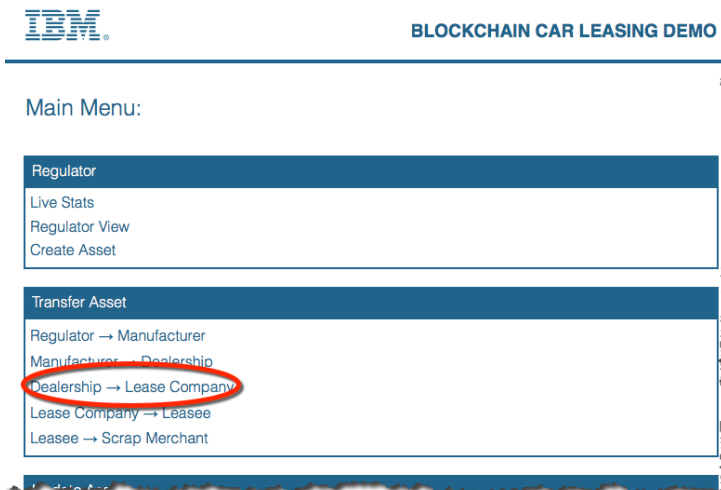 IBM®
BLOCKCHAIN CAR LEASING DEMO
Main Menu:
Regulator
Live Stats
Regulator View
Create Asset
Transfer Asset
Regulator → Manufacturer
Manufacturer → Dealership
Dealership → Lease Company
Lease Company → Leasee
Leasee → Scrap Merchant